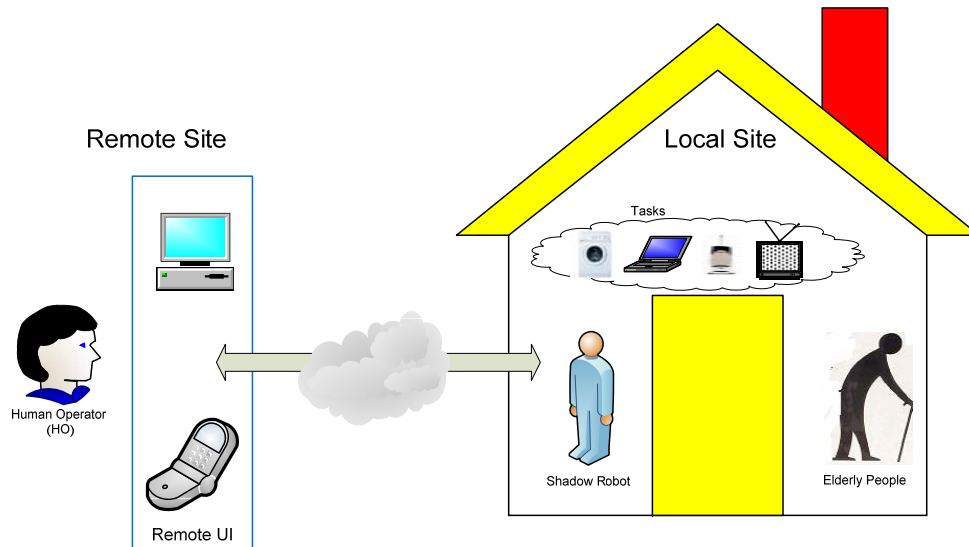 Remote Site
Local Site
Tasks
Human Operator
(HO)
Shadow Robot
Elderly People
Remote UI